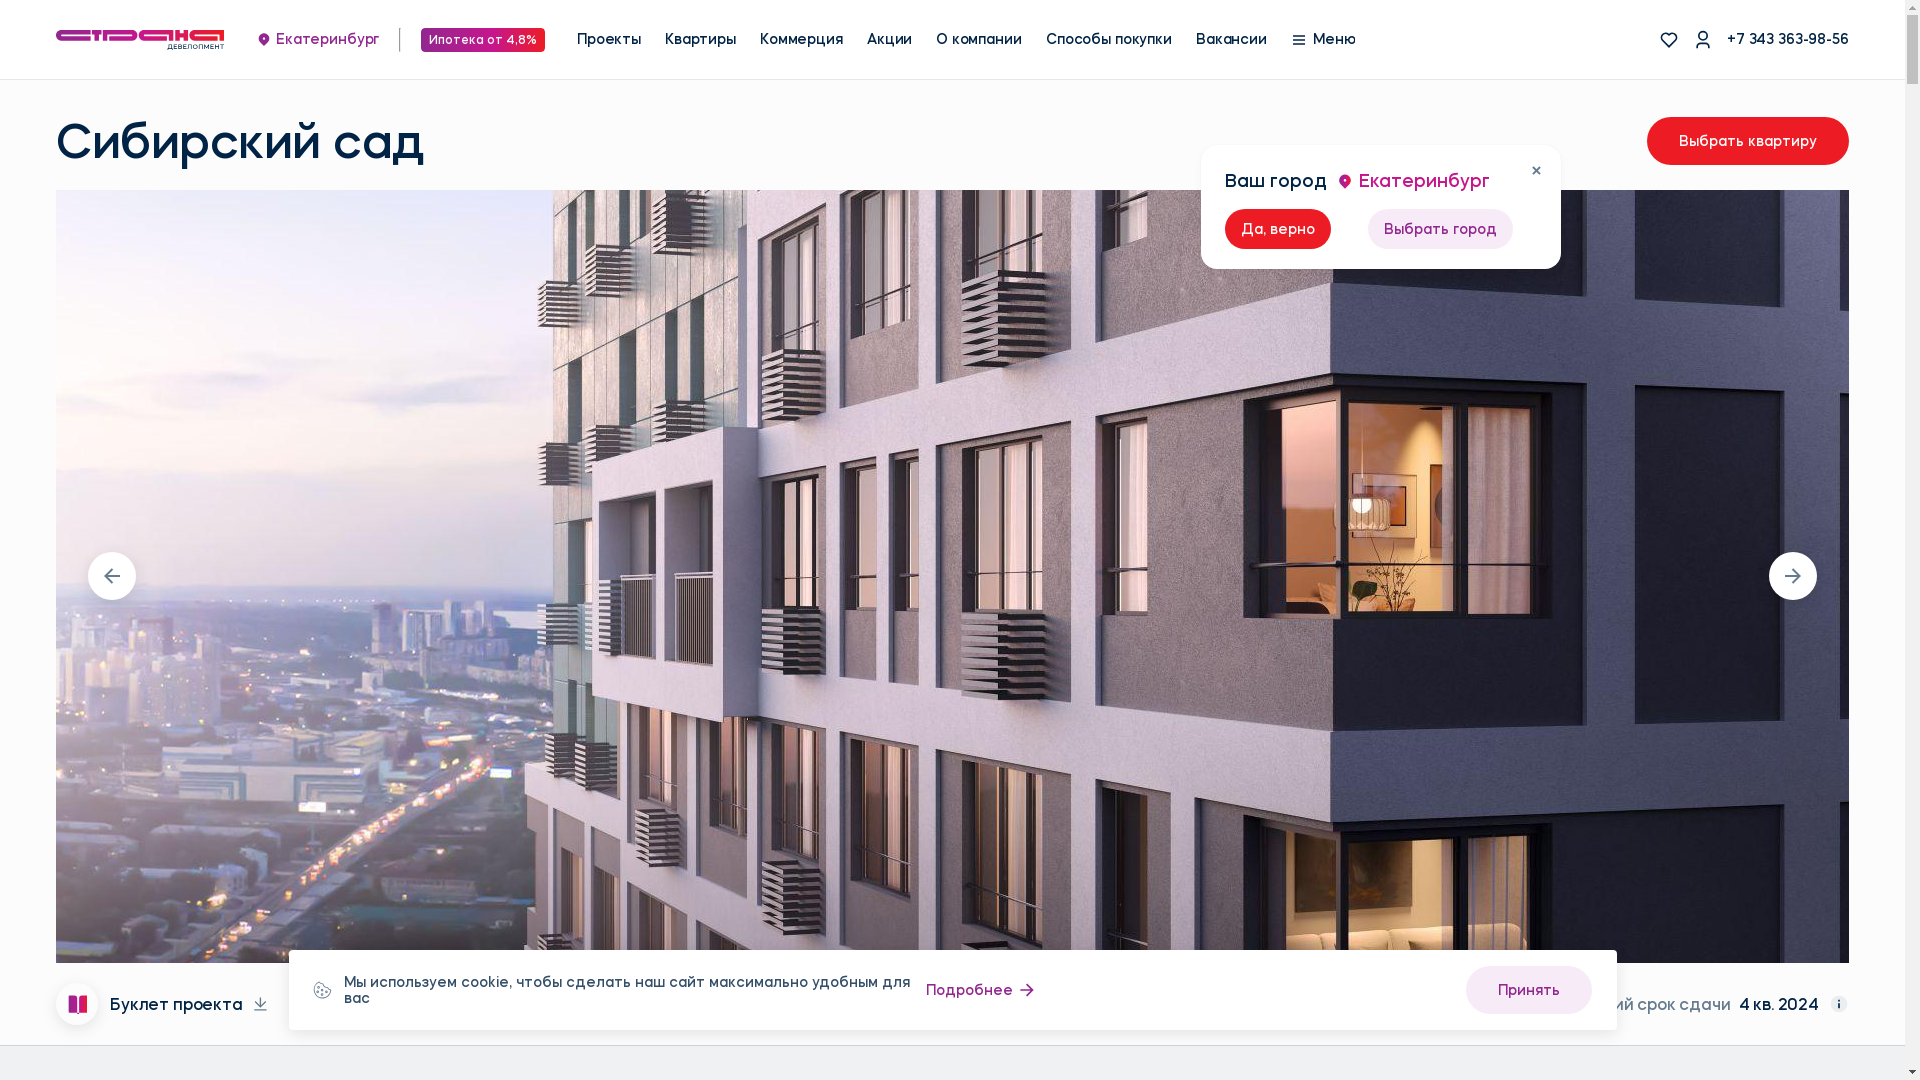 страна
ДЕВЕЛОПМЕНТ
Екатеринбург
Ипотека от 4,8%
Проекты
Квартиры
Коммерция
Акции
О компании
Способы покупки
Вакансии
Меню
+7 343 363-98-56
Сибирский сад
Выбрать квартиру
Ваш город Екатеринбург
Да, верно
Выбрать город
Буклет проекта
Мы используем cookie, чтобы сделать наш сайт максимально удобным для
вас
Подробнее
Принять
ий срок сдачи 4 кв. 2024